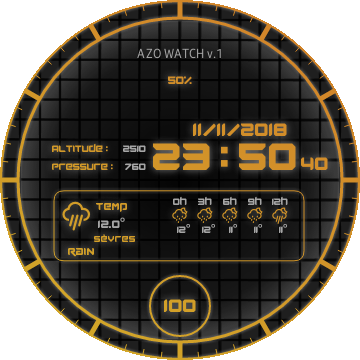 AZO WATCH v.1
50%
11/11/2018
Altitude : 2510
Pressure : 760
23:50 40
Temp
12.0°
sèvres
Rain
0h 3h 6h 9h 12h
12° 12° 11° 11° 11°
100